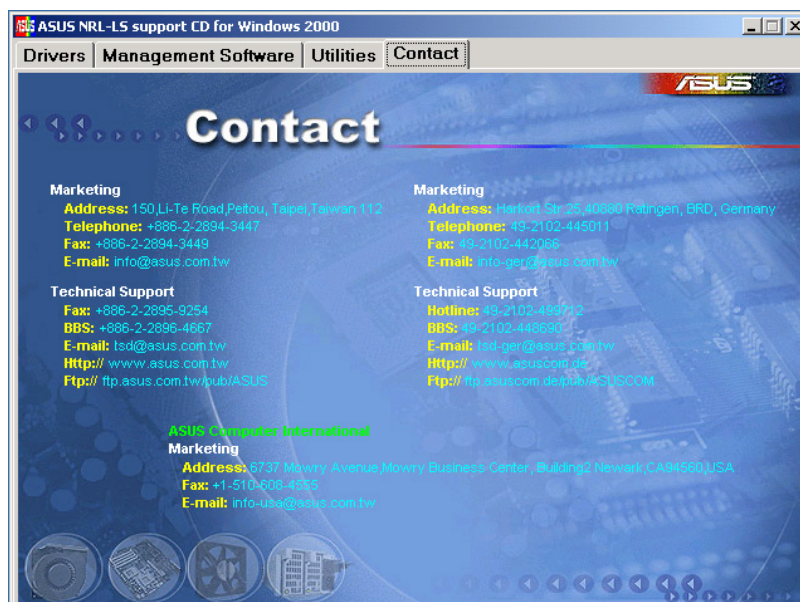 ASUS NRL-LS support CD for Windows 2000
Drivers
Management Software
Utilities
Contact
ASUS
Contact
Marketing
Address: 150,Li-Te Road,Peitou, Taipei,Taiwan 112
Telephone: +886-2-2894-3447
Fax: +886-2-2894-3449
E-mail: info@asus.com.tw
Technical Support
Fax: +886-2-2895-9254
BBS: +886-2-2896-4667
E-mail: tsd@asus.com.tw
Http:// www.asus.com.tw
Ftp:// ftp.asus.com.tw/pub/ASUS
Marketing
Address: Harkort Str.25,40880 Ratingen, BRD, Germany
Telephone: 49-2102-445011
Fax: 49-2102-442066
E-mail: info-ger@asus.com.tw
Technical Support
Hotline: 49-2102-499712
BBS: 49-2102-448690
E-mail: tsd-ger@asus.com.tw
Http:// www.asuscom.de
Ftp:// ftp.asuscom.de/pub/ASUSCOM
ASUS Computer International
Marketing
Address: 6737 Mowry Avenue,Mowry Business Center, Building2 Newark,CA94560,USA
Fax: +1-510-608-4555
E-mail: info-usa@asus.com.tw